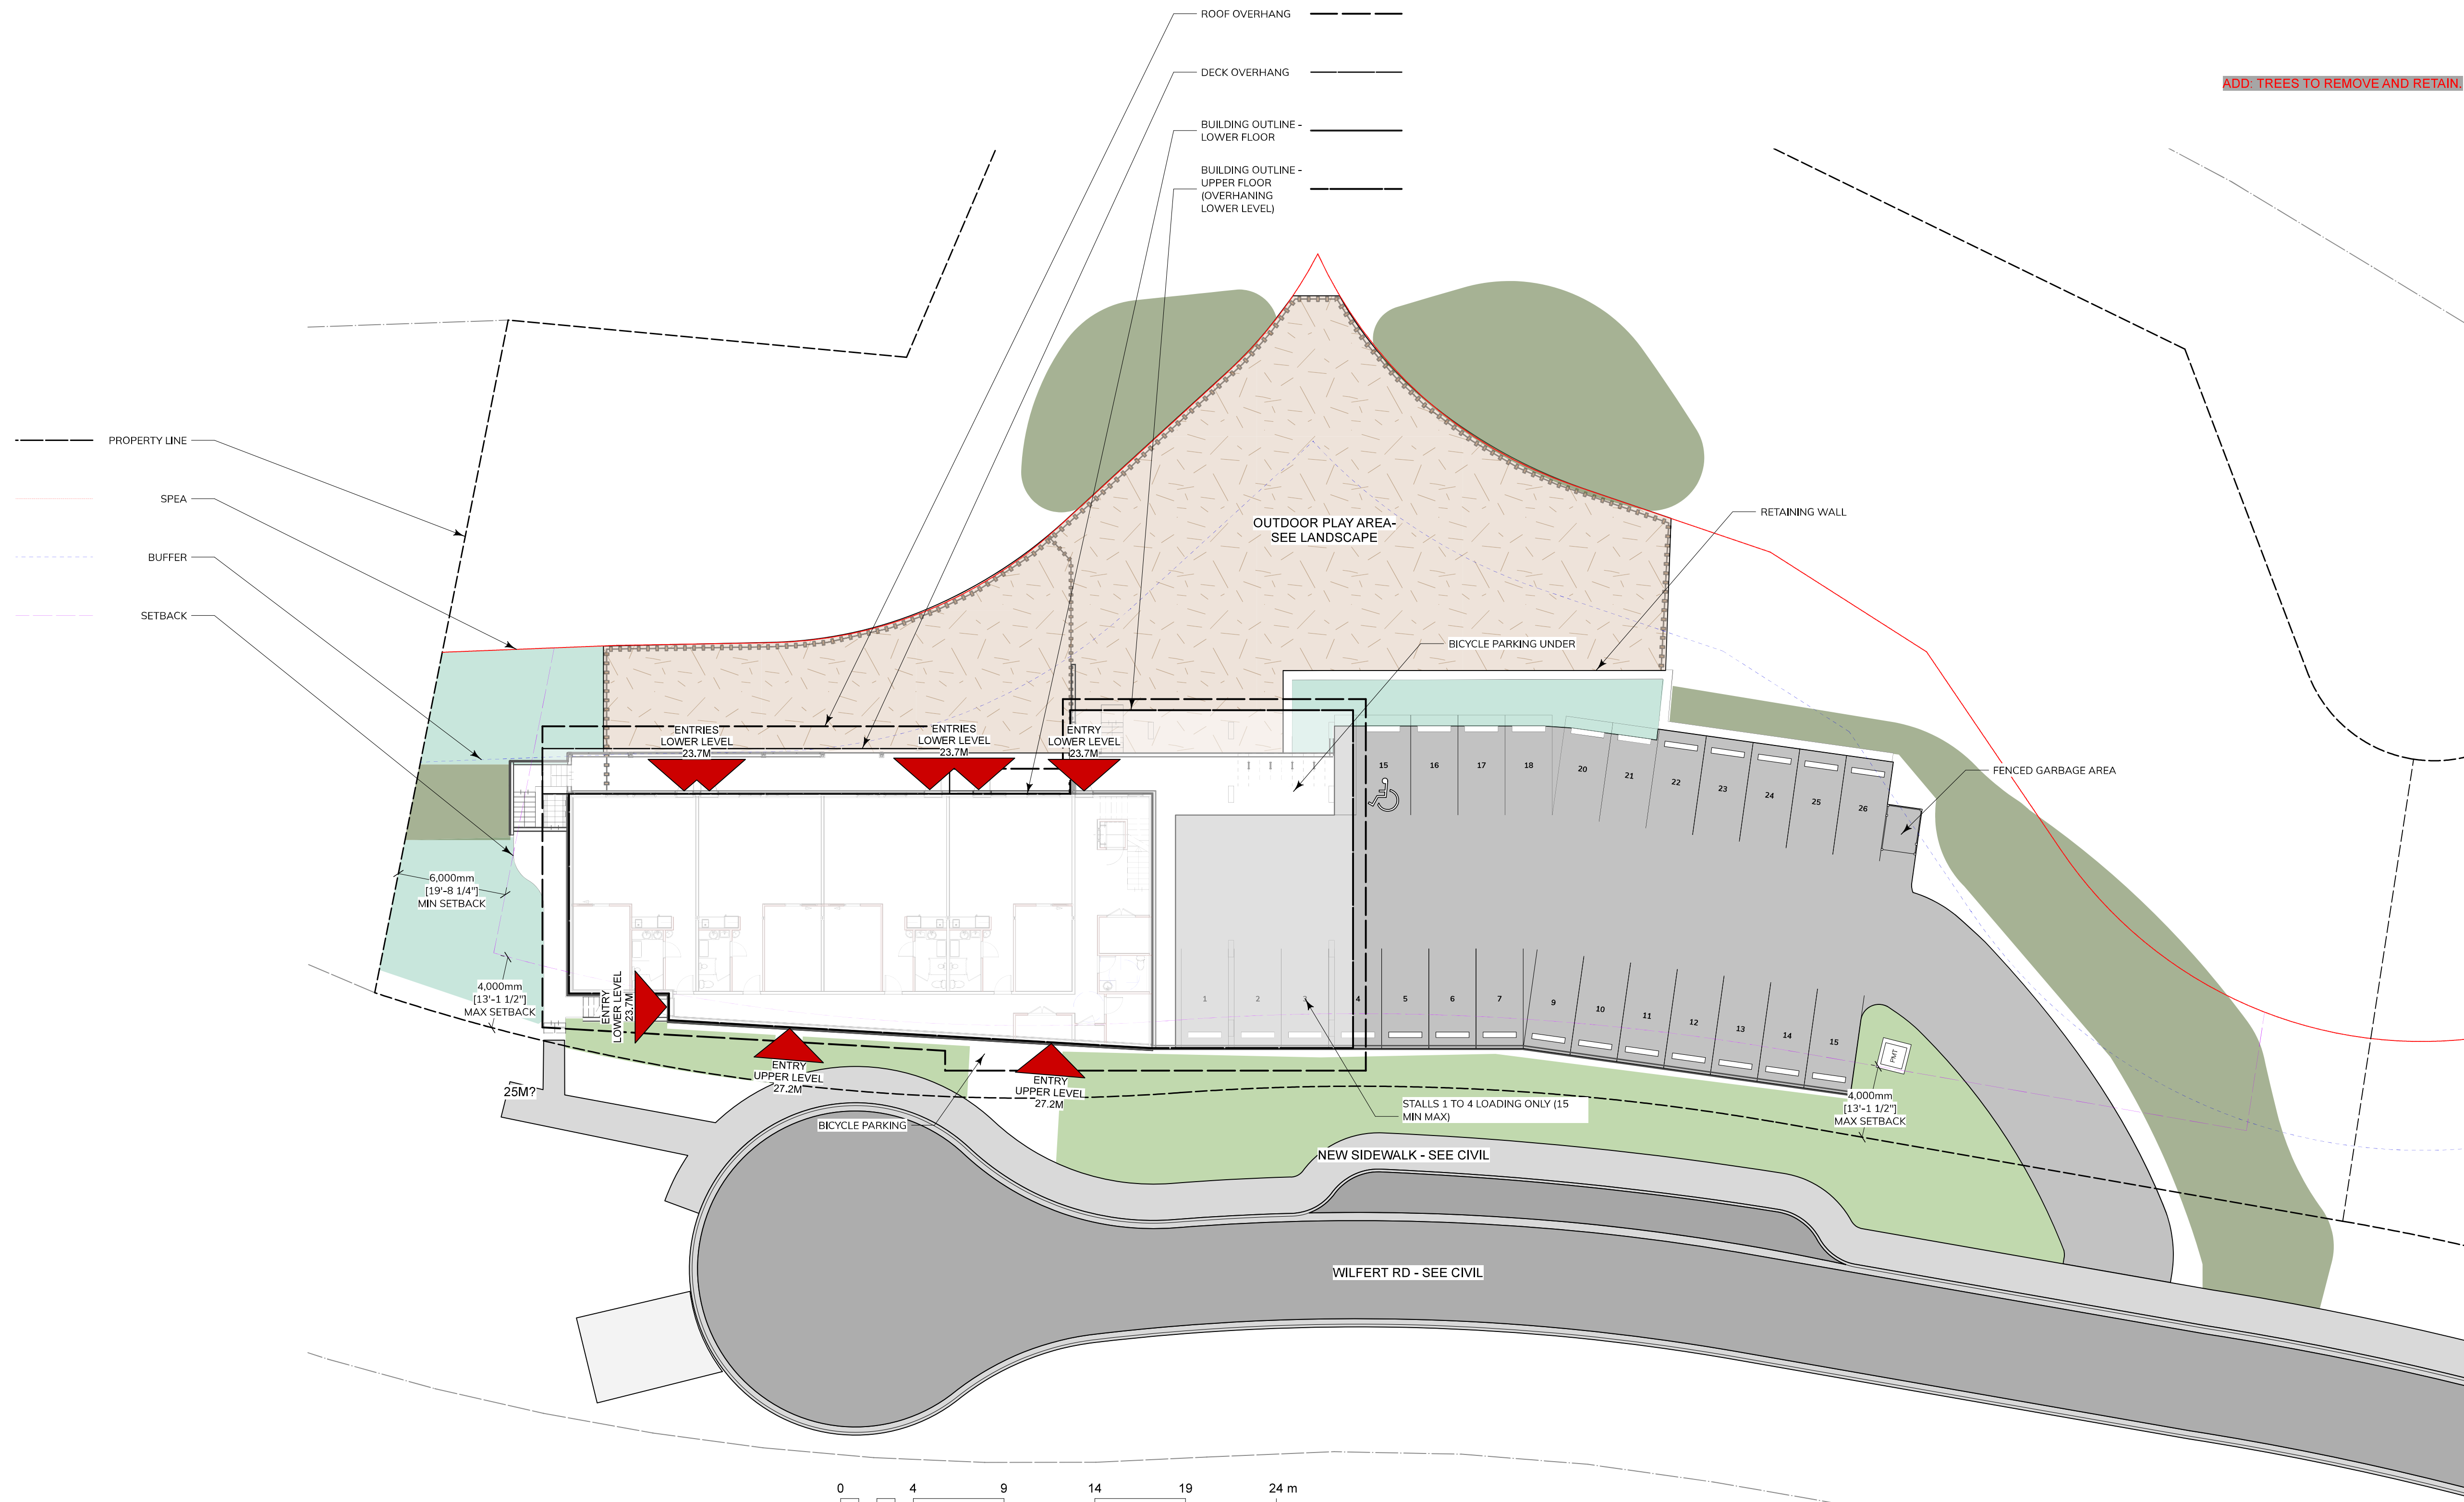 ROOF OVERHANG
DECK OVERHANG
BUILDING OUTLINE -
LOWER FLOOR
BUILDING OUTLINE -
UPPER FLOOR
(OVERHANING
LOWER LEVEL)
ADD: TREES TO REMOVE AND RETAIN.
PROPERTY LINE
SPEA
BUFFER
SETBACK
OUTDOOR PLAY AREA-
SEE LANDSCAPE
RETAINING WALL
BICYCLE PARKING UNDER
FENCED GARBAGE AREA
ENTRIES
LOWER LEVEL
23.7M
ENTRIES
LOWER LEVEL
23.7M
ENTRY
LOWER LEVEL
23.7M
15
16
17
18
20
21
22
23
24
25
26
6,000mm
[19'-8 1/4"]
MIN SETBACK
4,000mm
[13'-1 1/2"]
MAX SETBACK
ENTRY
LOWER LEVEL
23.7M
1
2
3
4
5
6
7
9
10
11
12
13
14
15
PMT
ENTRY
UPPER LEVEL
27.2M
ENTRY
UPPER LEVEL
27.2M
25M?
BICYCLE PARKING
STALLS 1 TO 4 LOADING ONLY (15
MIN MAX)
4,000mm
[13'-1 1/2"]
MAX SETBACK
NEW SIDEWALK - SEE CIVIL
WILFERT RD - SEE CIVIL
0 4 9 14 19 24 m